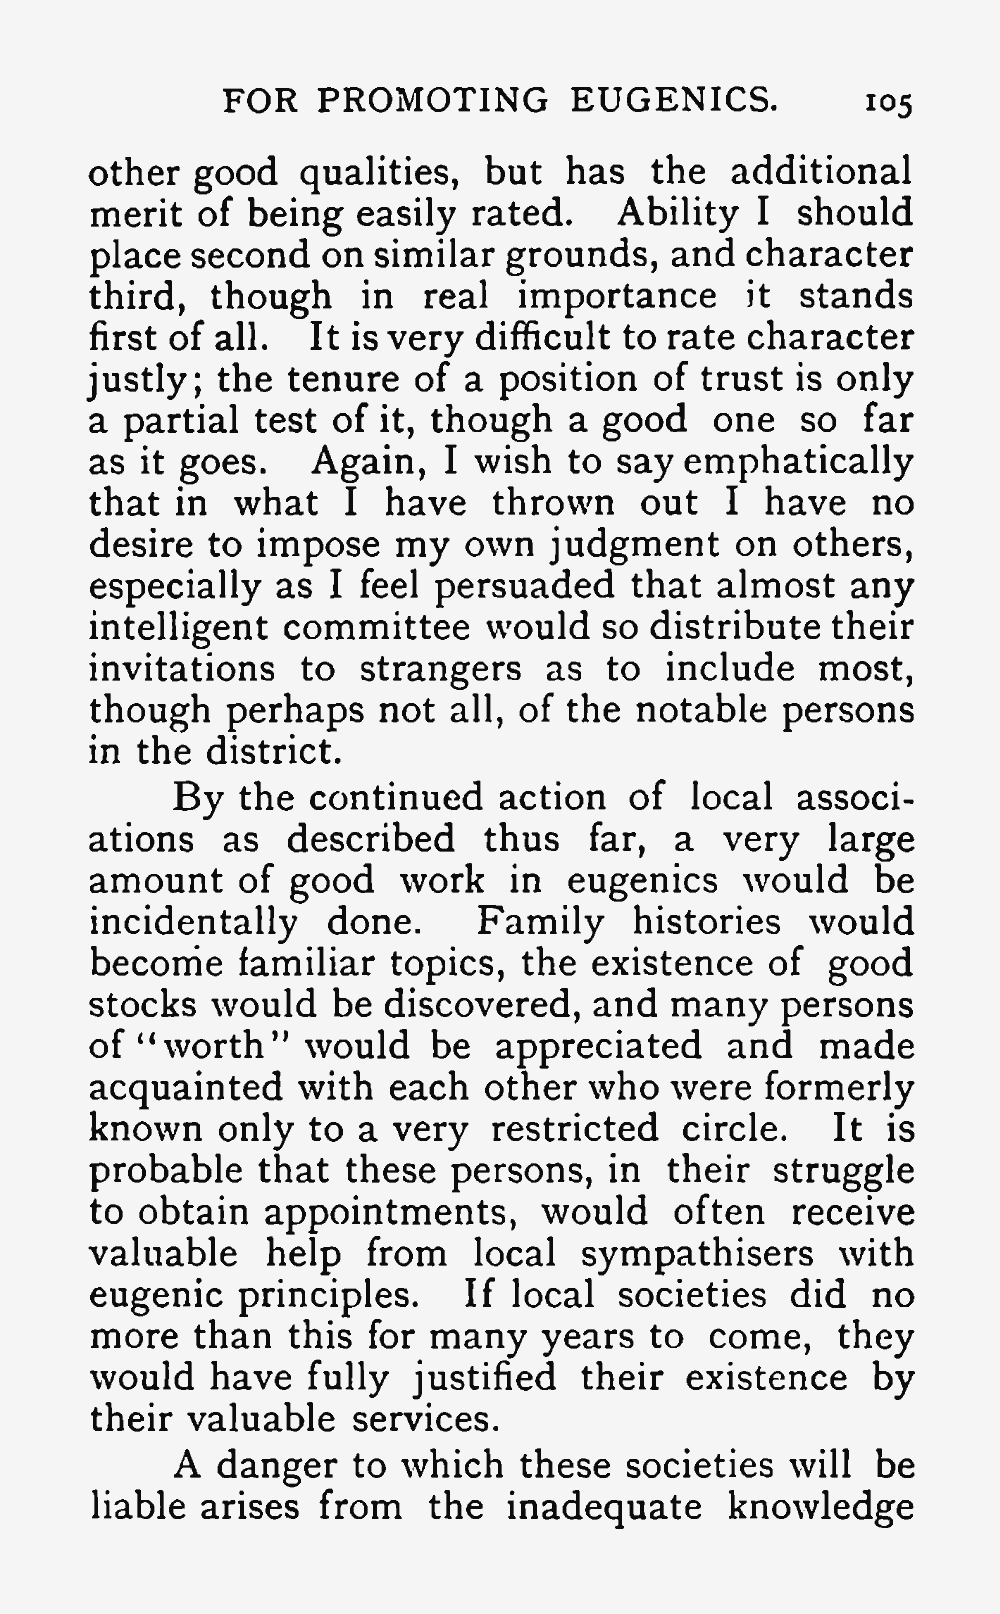 FOR PROMOTING EUGENICS. 105
other good qualities, but has the additional
merit of being easily rated. Ability I should
place second on similar grounds, and character
third, though in real importance it stands
first of all. It is very difficult to rate character
justly; the tenure of a position of trust is only
a partial test of it, though a good one so far
as it goes. Again, I wish to say emphatically
that in what I have thrown out I have no
desire to impose my own judgment on others,
especially as I feel persuaded that almost any
intelligent committee would so distribute their
invitations to strangers as to include most,
though perhaps not all, of the notable persons
in the district.
By the continued action of local associ-
ations as described thus far, a very large
amount of good work in eugenics would be
incidentally done. Family histories would
become familiar topics, the existence of good
stocks would be discovered, and many persons
of "worth" would be appreciated and made
acquainted with each other who were formerly
known only to a very restricted circle. It is
probable that these persons, in their struggle
to obtain appointments, would often receive
valuable help from local sympathisers with
eugenic principles. If local societies did no
more than this for many years to come, they
would have fully justified their existence by
their valuable services.
A danger to which these societies will be
liable arises from the inadequate knowledge